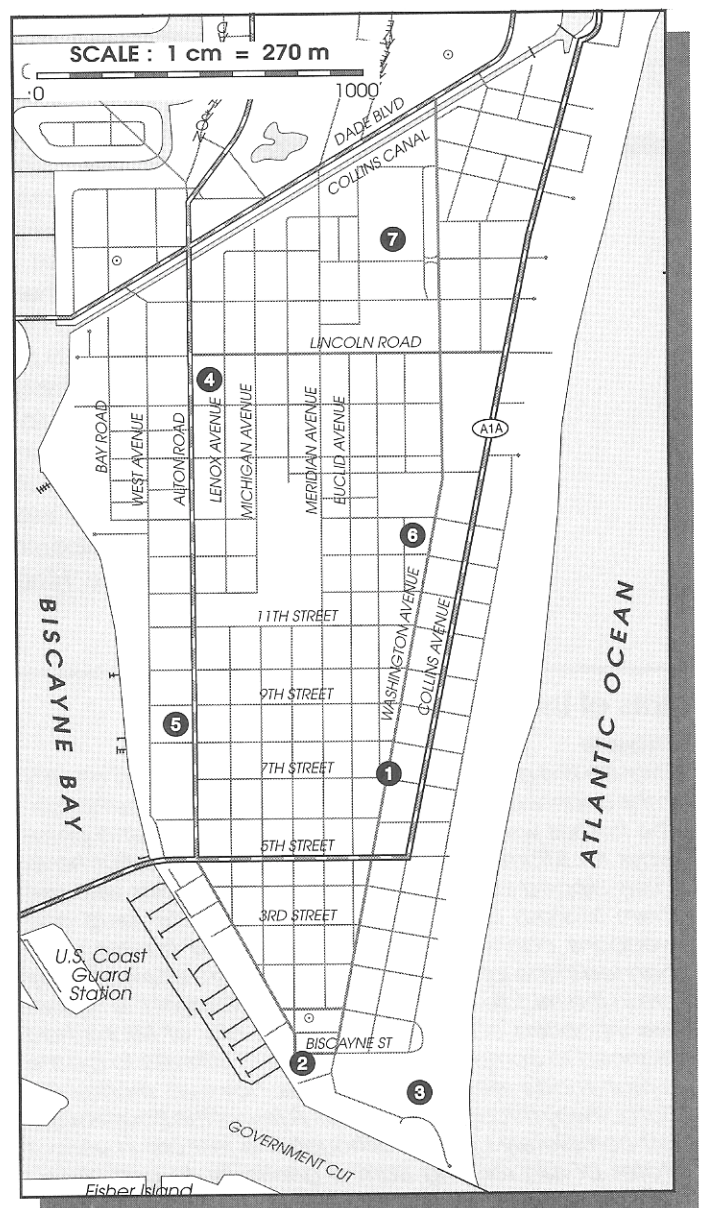 SCALE : 1 cm = 270 m
0
1000
DADE BLVD
COLLINS CANAL
7
LINCOLN ROAD
4
BAY ROAD
WEST AVENUE
ALTON ROAD
LENOX AVENUE
MICHIGAN AVENUE
MERIDIAN AVENUE
EUCLID AVENUE
A1A
6
11TH STREET
WASHINGTON AVENUE
COLLINS AVENUE
BISCAYNE BAY
ATLANTIC OCEAN
9TH STREET
5
7TH STREET
1
5TH STREET
3RD STREET
U.S. Coast
Guard
Station
BISCAYNE ST
2
3
GOVERNMENT CUT
Fisher Island